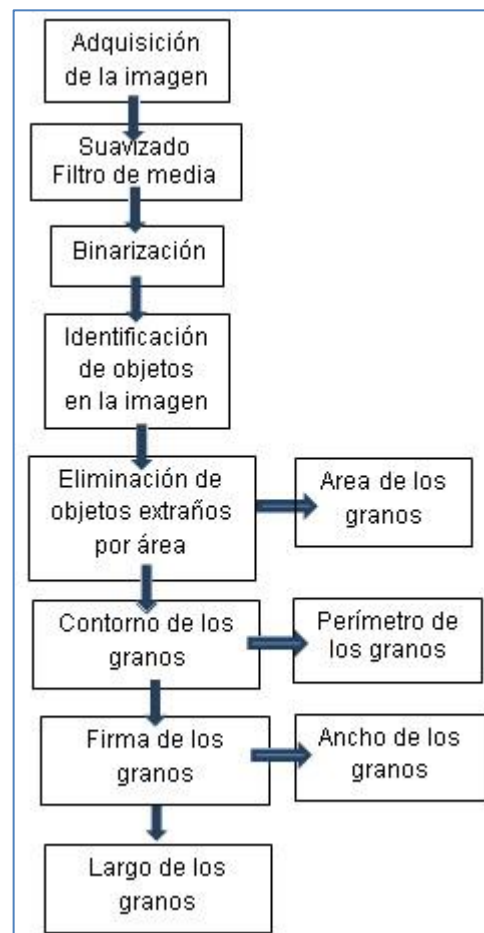 Adquisición
de la imagen
Suavizado
Filtro de media
Binarización
Identificación
de objetos
en la imagen
Eliminación de
objetos extraños
por área
Area de los
granos
Contorno de los
granos
Perímetro de
los granos
Firma de los
granos
Ancho de los
granos
Largo de los
granos